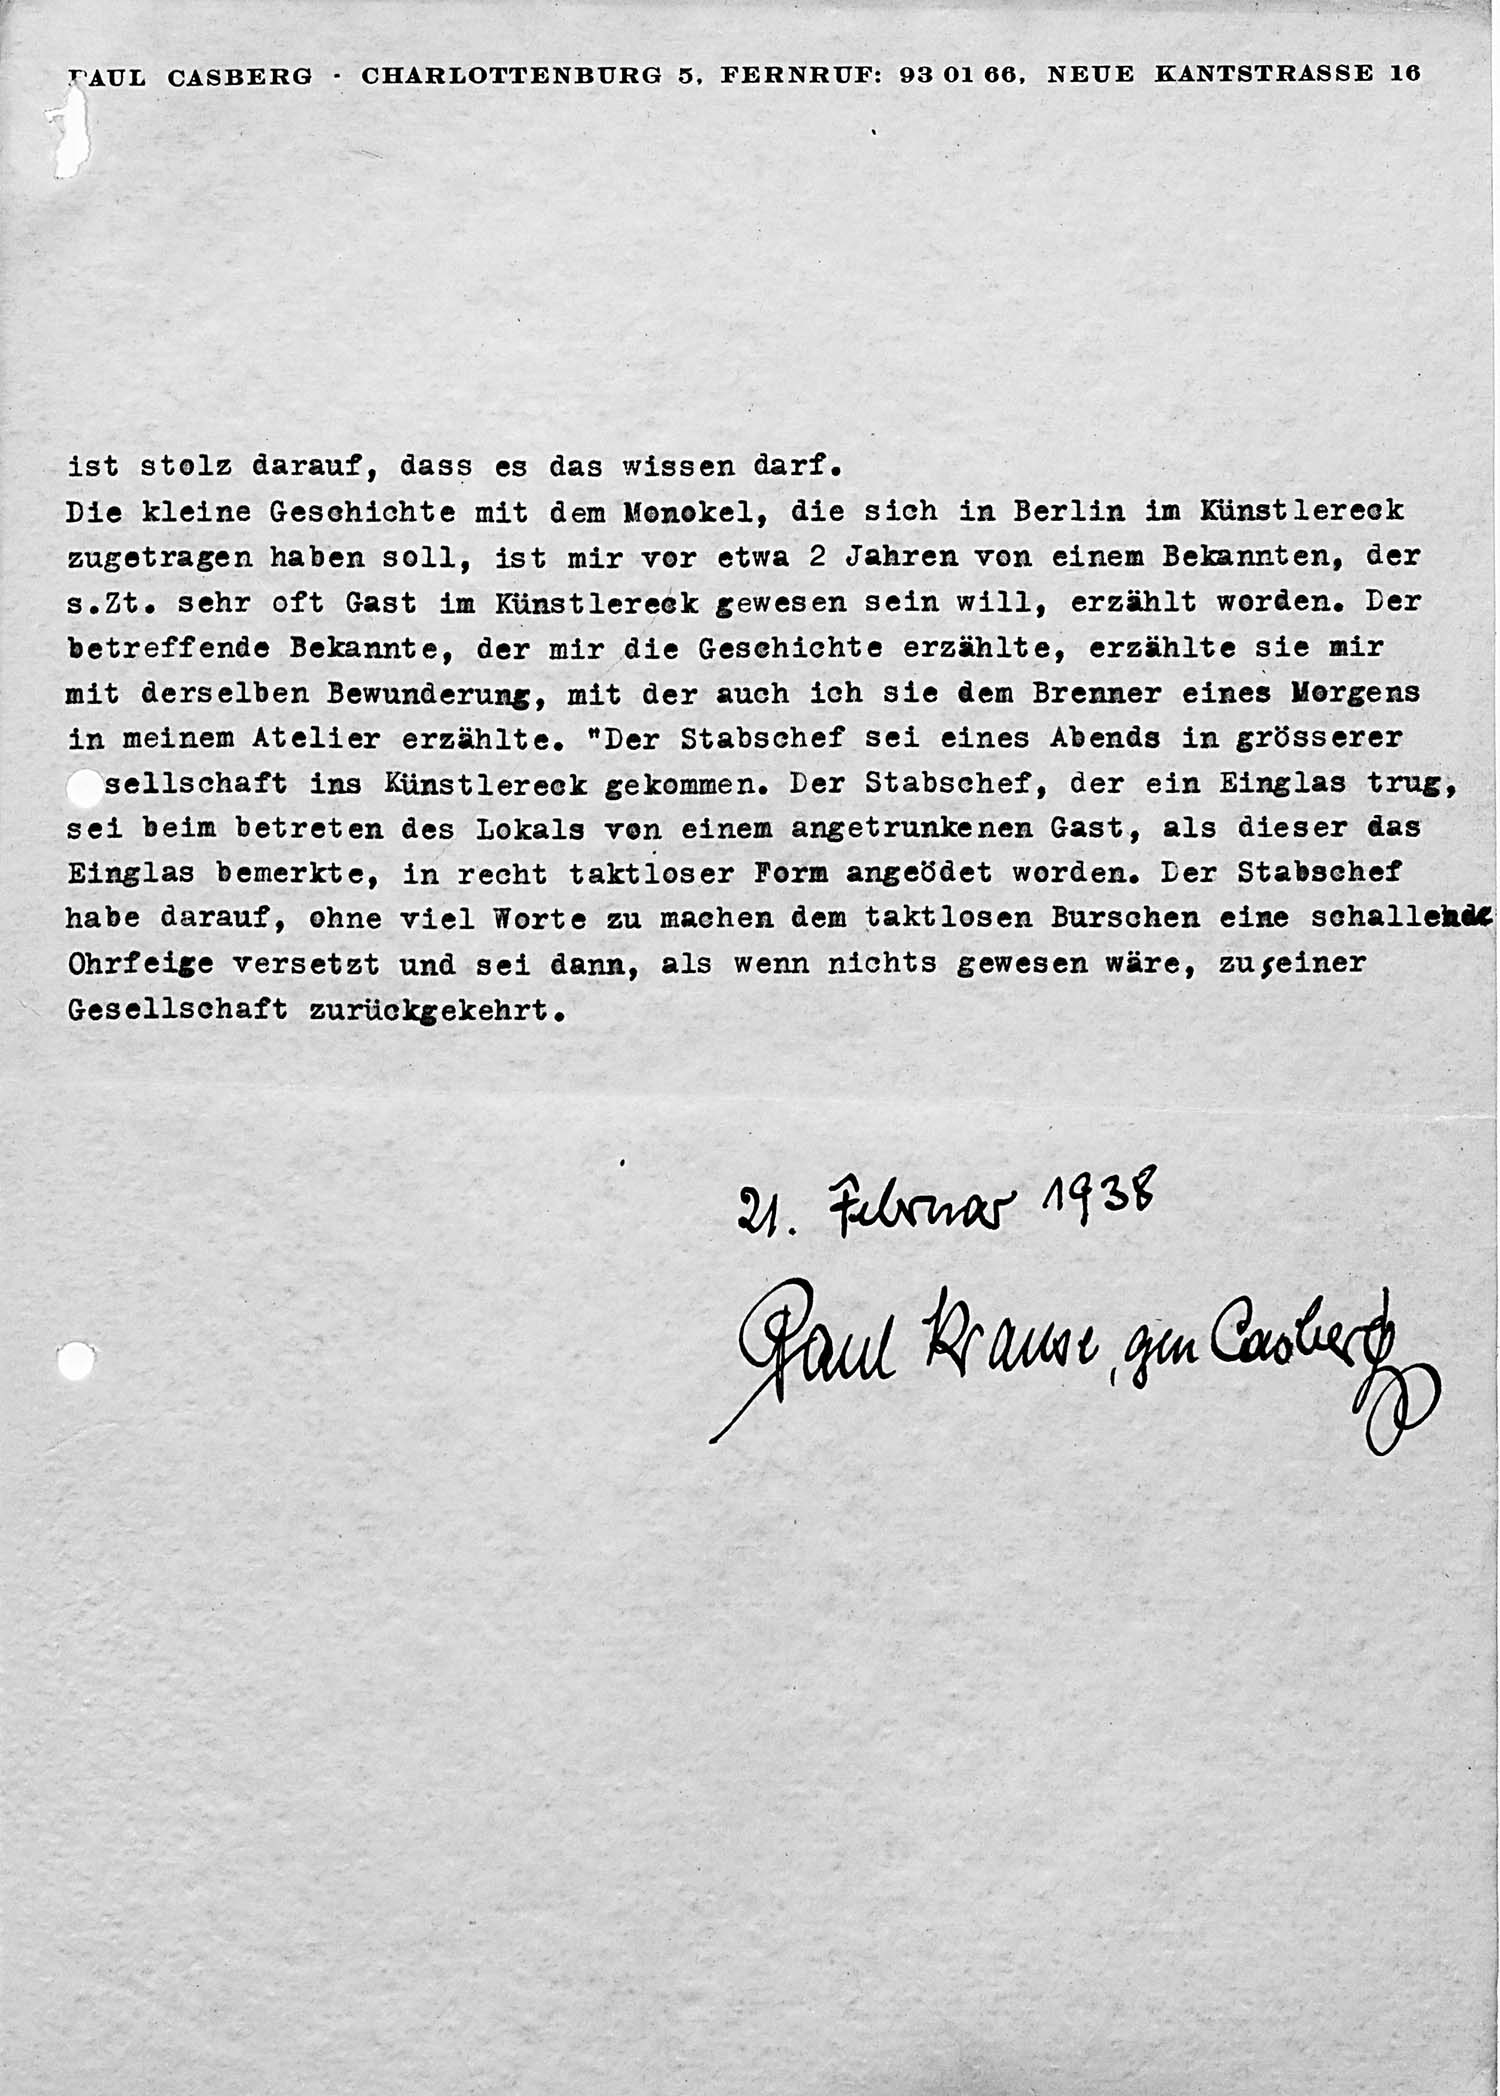 PAUL CASBERG · CHARLOTTENBURG 5, FERNRUF: 93 01 66, NEUE KANTSTRASSE 16
ist stolz darauf, dass es das wissen darf.
Die kleine Geschichte mit dem Monokel, die sich in Berlin im Künstlereck
zugetragen haben soll, ist mir vor etwa 2 Jahren von einem Bekannten, der
s.Zt. sehr oft Gast im Künstlereck gewesen sein will, erzählt worden. Der
betreffende Bekannte, der mir die Geschichte erzählte, erzählte sie mir
mit derselben Bewunderung, mit der auch ich sie dem Brenner eines Morgens
in meinem Atelier erzählte. "Der Stabschef sei eines Abends in grösserer
sellschaft ins Künstlereck gekommen. Der Stabschef, der ein Einglas trug,
sei beim betreten des Lokals von einem angetrunkenen Gast, als dieser das
Einglas bemerkte, in recht taktloser Form angeödet worden. Der Stabschef
habe darauf, ohne viel Worte zu machen dem taktlosen Burschen eine schallende
Ohrfeige versetzt und sei dann, als wenn nichts gewesen wäre, zu seiner
Gesellschaft zurückgekehrt.
21. Februar 1938
Paul Krause, gen Casberg